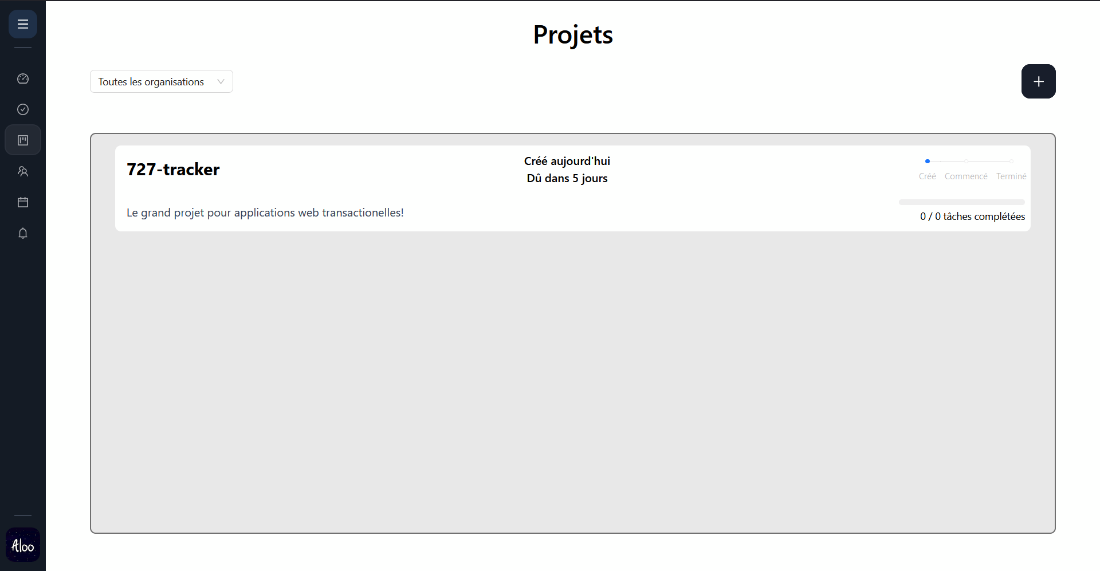 Projets
Toutes les organisations
727-tracker
Créé aujourd'hui
Dû dans 5 jours
Créé Commencé Terminé
Le grand projet pour applications web transactionelles!
0 / 0 tâches complétées
Aloo